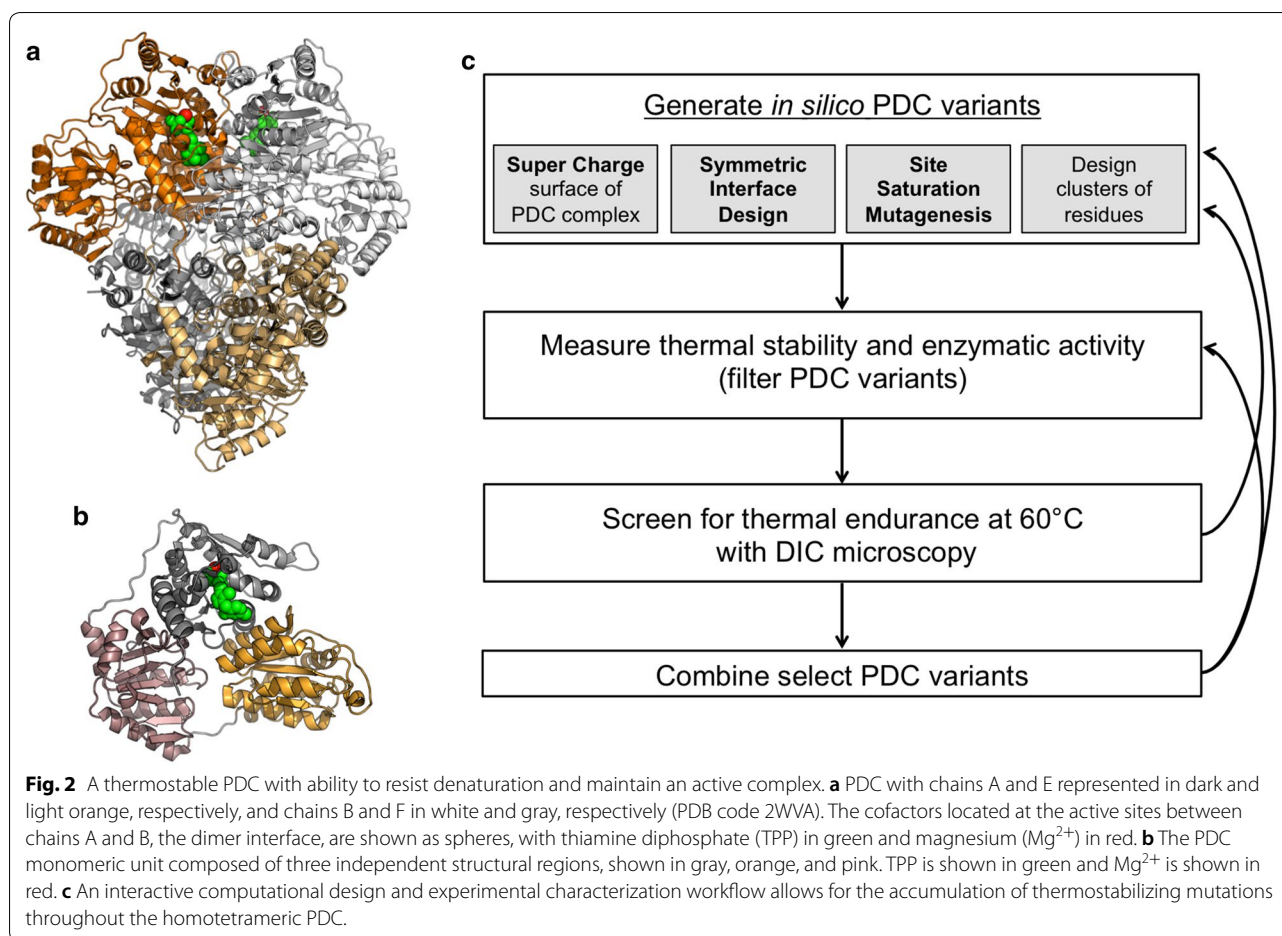 a
c
Generate in silico PDC variants
Super Charge
surface of
PDC complex
Symmetric
Interface
Design
Site
Saturation
Mutagenesis
Design
clusters of
residues
Measure thermal stability and enzymatic activity
(filter PDC variants)
b
Screen for thermal endurance at 60°C
with DIC microscopy
Combine select PDC variants
Fig. 2 A thermostable PDC with ability to resist denaturation and maintain an active complex. a PDC with chains A and E represented in dark and
light orange, respectively, and chains B and F in white and gray, respectively (PDB code 2WVA). The cofactors located at the active sites between
chains A and B, the dimer interface, are shown as spheres, with thiamine diphosphate (TPP) in green and magnesium (Mg²⁺) in red. b The PDC
monomeric unit composed of three independent structural regions, shown in gray, orange, and pink. TPP is shown in green and Mg²⁺ is shown in
red. c An interactive computational design and experimental characterization workflow allows for the accumulation of thermostabilizing mutations
throughout the homotetrameric PDC.